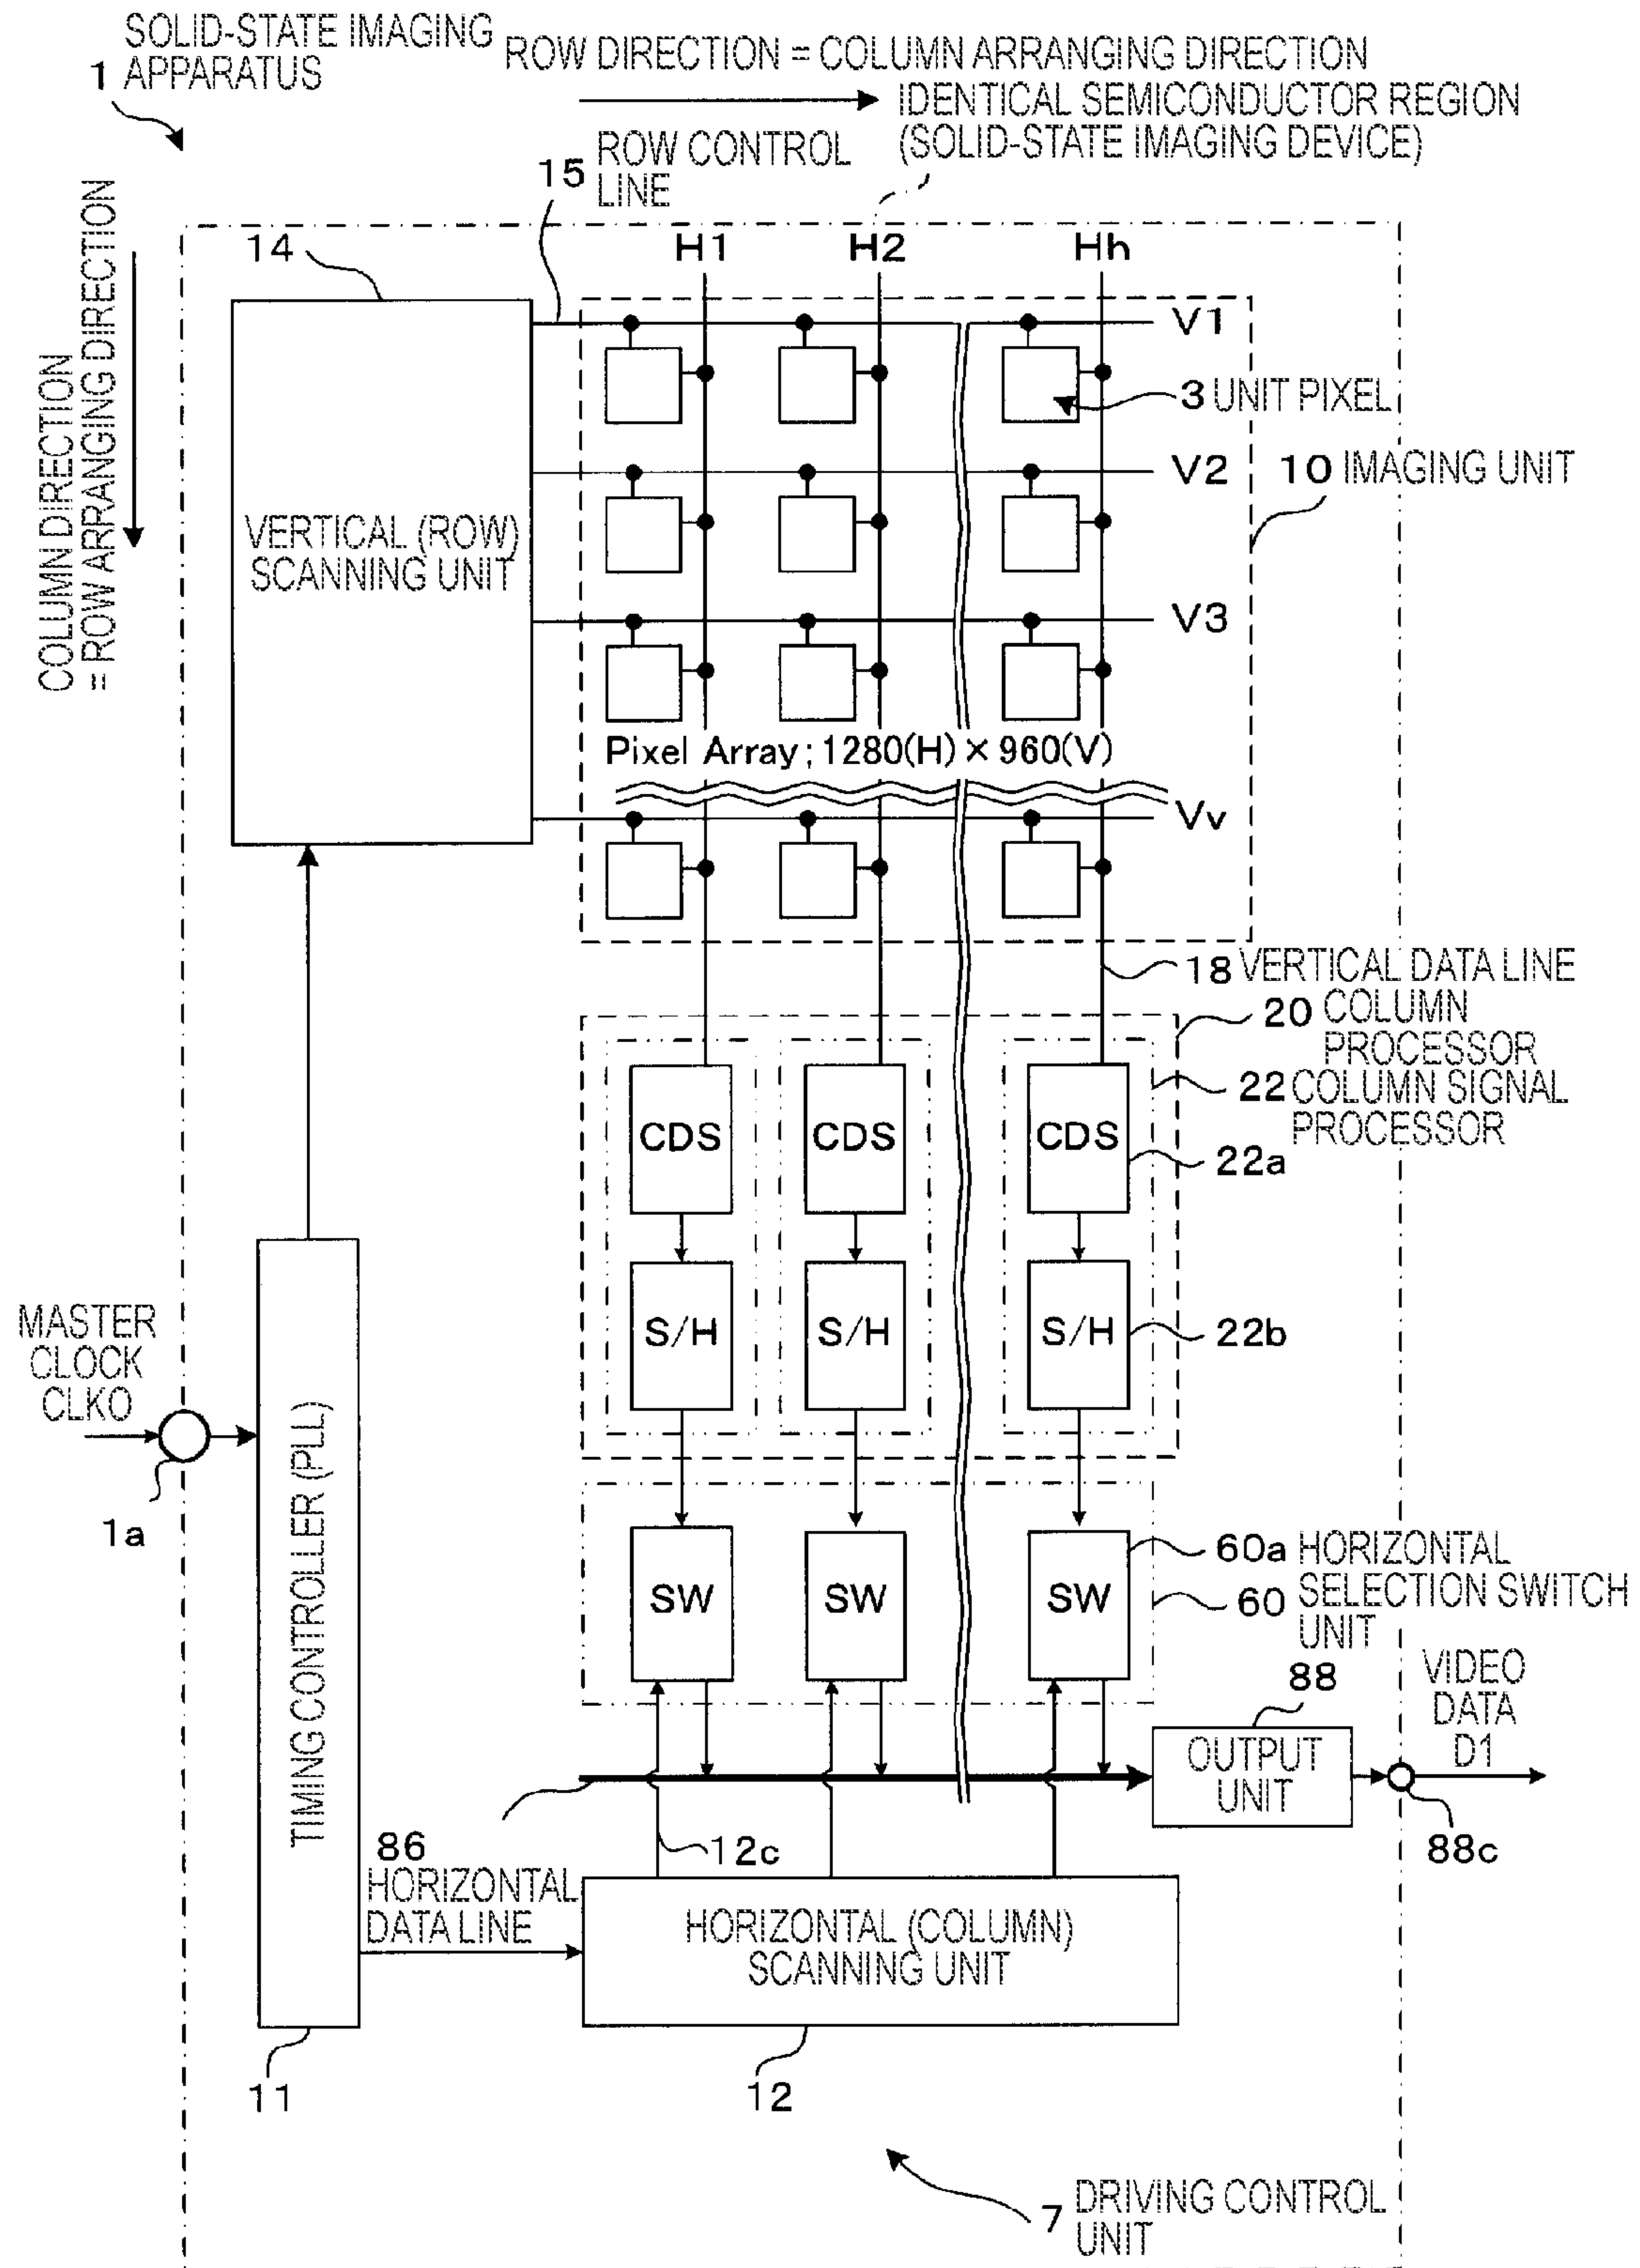 1 SOLID-STATE IMAGING
APPARATUS
ROW DIRECTION = COLUMN ARRANGING DIRECTION
IDENTICAL SEMICONDUCTOR REGION
(SOLID-STATE IMAGING DEVICE)
15 ROW CONTROL
LINE
COLUMN DIRECTION
= ROW ARRANGING DIRECTION
14
H1
H2
Hh
V1
3 UNIT PIXEL
V2
10 IMAGING UNIT
VERTICAL (ROW)
SCANNING UNIT
V3
Pixel Array ; 1280(H) × 960(V)
Vv
18 VERTICAL DATA LINE
20 COLUMN
PROCESSOR
22 COLUMN SIGNAL
PROCESSOR
CDS
CDS
CDS
22a
S/H
S/H
S/H
22b
MASTER
CLOCK
CLK0
1a
TIMING CONTROLLER (PLL)
SW
SW
SW
60a
60 HORIZONTAL
SELECTION SWITCH
UNIT
88
OUTPUT
UNIT
VIDEO
DATA
D1
88c
86
HORIZONTAL
DATA LINE
12c
HORIZONTAL (COLUMN)
SCANNING UNIT
11
12
7 DRIVING CONTROL
UNIT